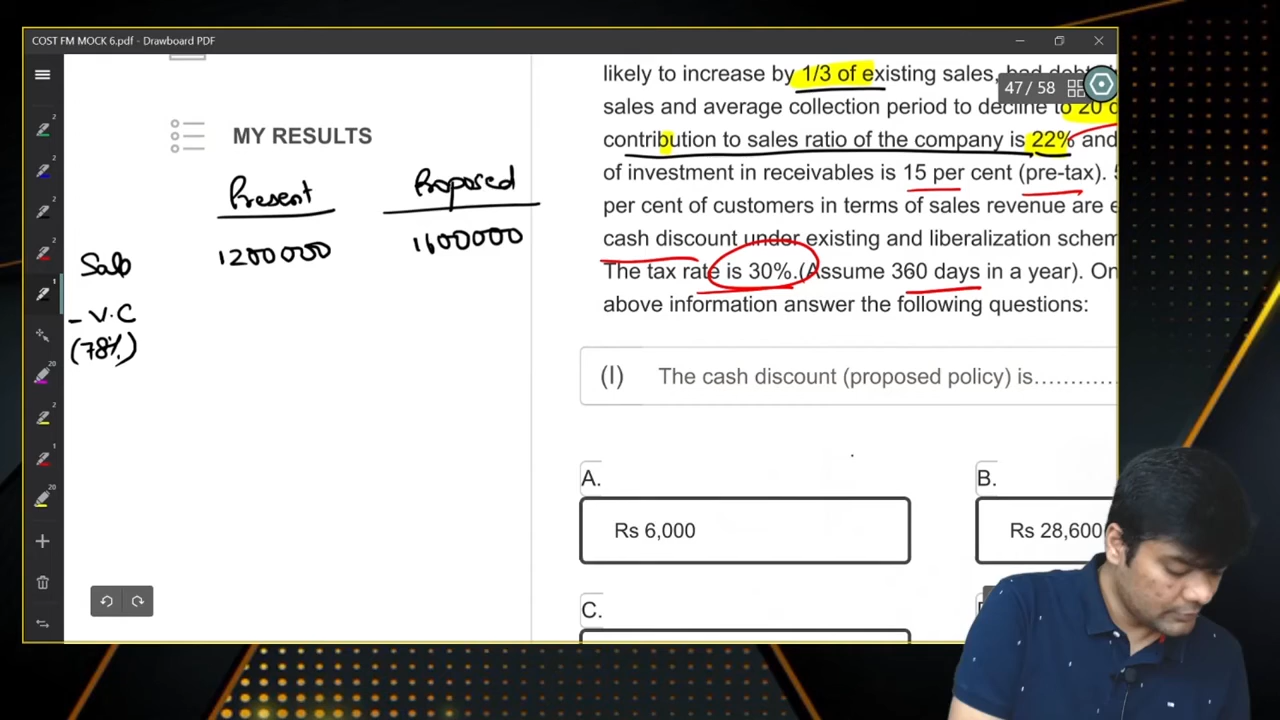 COST FM MOCK 6.pdf - Drawboard PDF
likely to increase by 1/3 of existing sales, bad debt
47 / 58
sales and average collection period to decline to 20
contribution to sales ratio of the company is 22% and
of investment in receivables is 15 per cent (pre-tax).
per cent of customers in terms of sales revenue are
cash discount under existing and liberalization
The tax rate is 30%.(Assume 360 days in a year). On
above information answer the following questions:
MY RESULTS
Present Proposed
Sales 1200000 1600000
- V.C
(78%)
(I) The cash discount (proposed policy) is............
A.
Rs 6,000
B.
Rs 28,600
C.